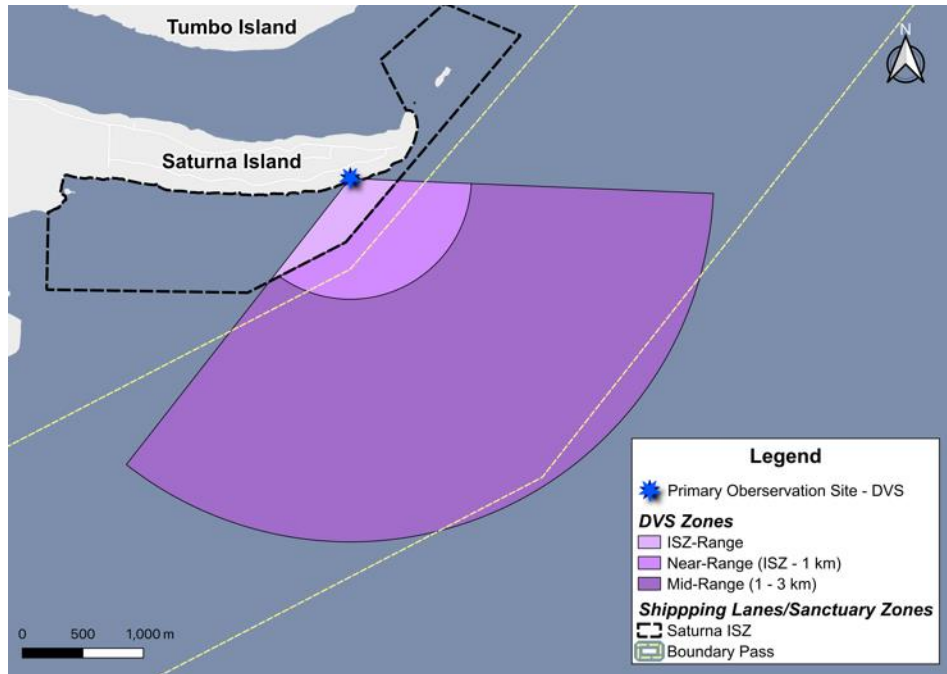 Tumbo Island
N
Saturna Island
Legend
Primary Oberservation Site - DVS
DVS Zones
ISZ-Range
Near-Range (ISZ - 1 km)
Mid-Range (1 - 3 km)
Shippping Lanes/Sanctuary Zones
Saturna ISZ
Boundary Pass
0 500 1,000 m